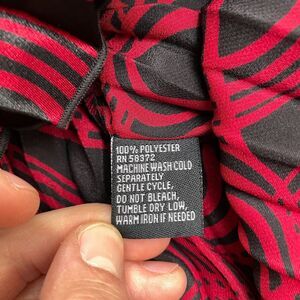 100% POLYESTER
RN 58372
MACHINE WASH COLD
SEPARATELY
GENTLE CYCLE,
DO NOT BLEACH,
TUMBLE DRY LOW,
WARM IRON IF NEEDED